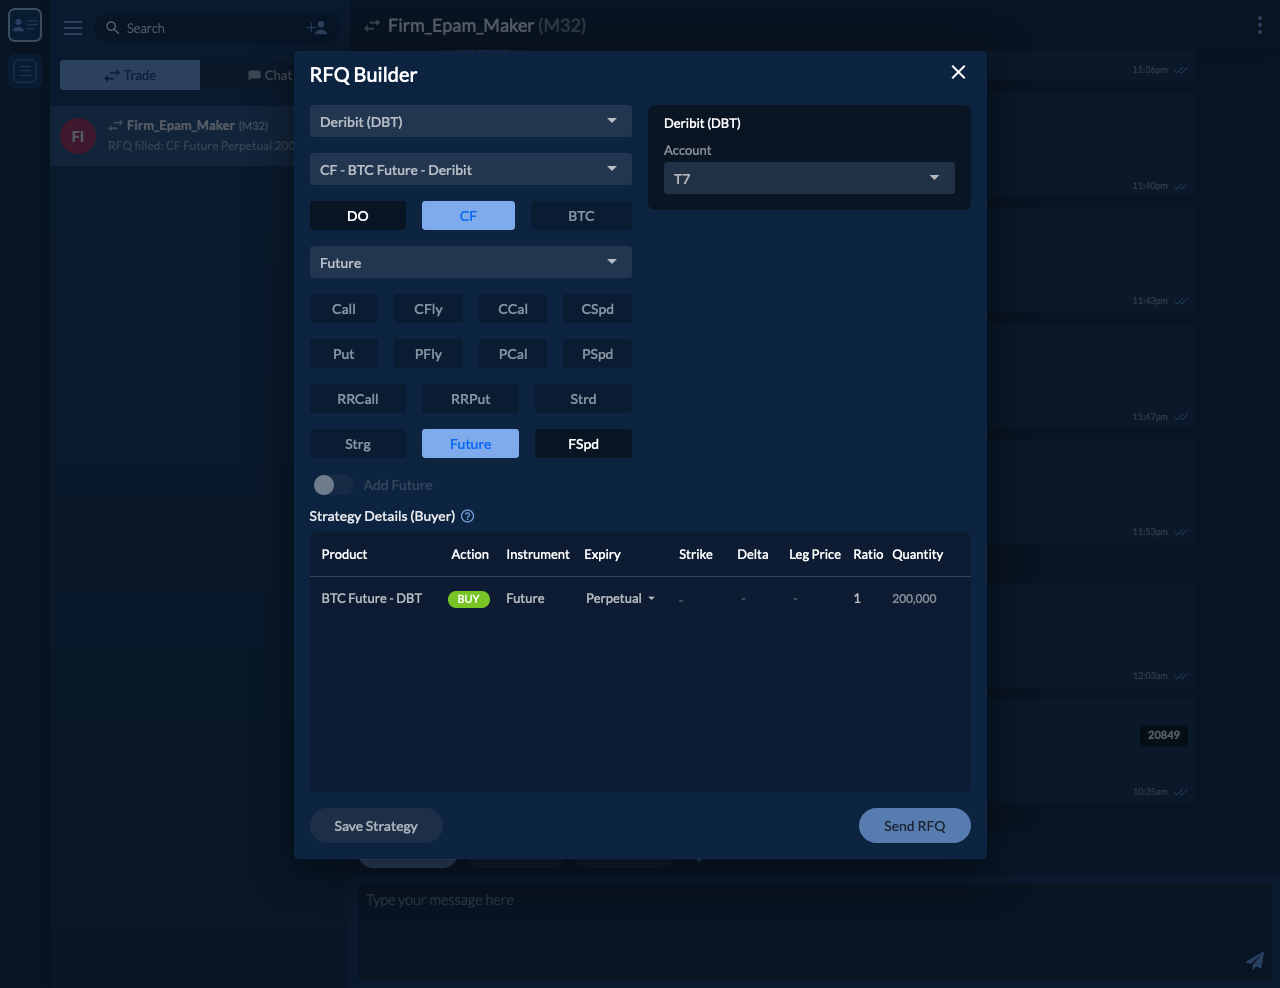 Search
Firm_Epam_Maker (M32)
Trade
Chat
FI
Firm_Epam_Maker (M32)
RFQ filled: CF Future Perpetual 200
RFQ Builder
Deribit (DBT)
CF - BTC Future - Deribit
DO CF BTC
Future
Call CFly CCal CSpd
Put PFly PCal PSpd
RRCall RRPut Strd
Strg Future FSpd
Add Future
Deribit (DBT)
Account
T7
Strategy Details (Buyer) ?
Product Action Instrument Expiry Strike Delta Leg Price Ratio Quantity
BTC Future - DBT BUY Future Perpetual - - - 1 200,000
Save Strategy
Send RFQ
11:36pm
11:40pm
11:43pm
11:47pm
11:53pm
12:03am
20849
10:35am
Type your message here